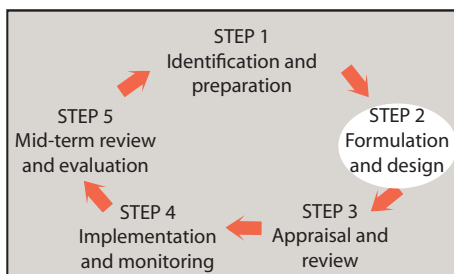 STEP 1
Identification and
preparation
STEP 2
Formulation
and design
STEP 3
Appraisal and
review
STEP 4
Implementation
and monitoring
STEP 5
Mid-term review
and evaluation